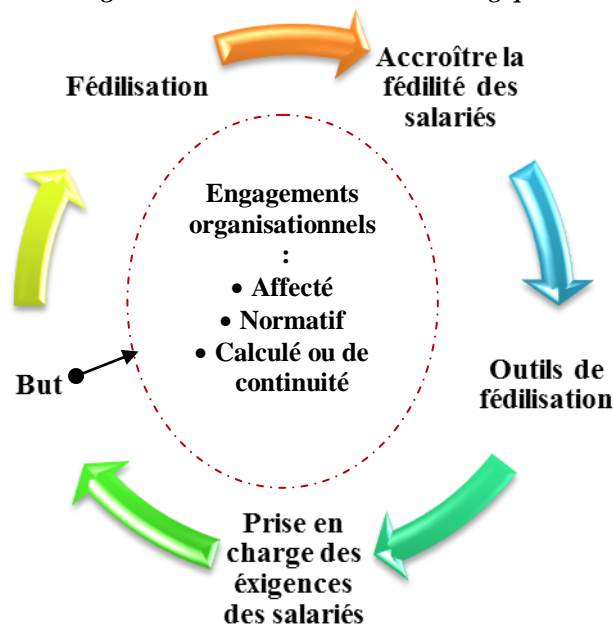 Fédilisation
Accroître la
fédilité des
salariés
Engagements
organisationnels
:
• Affecté
• Normatif
• Calculé ou de
continuité
But
Outils de
fédilisation
Prise en
charge des
éxigences
des salariés